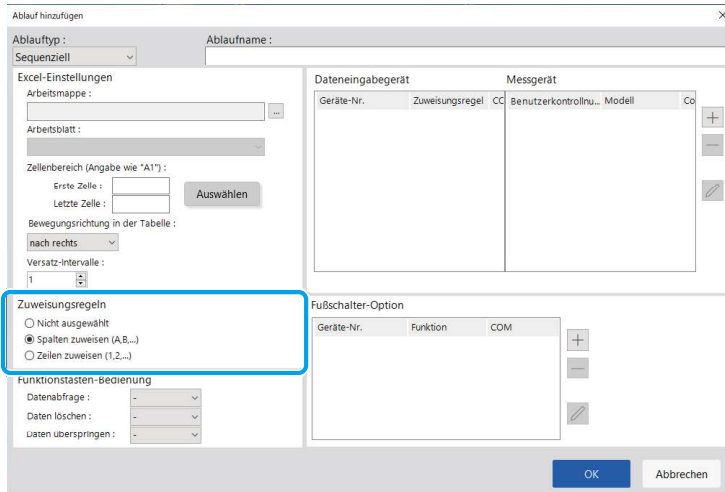 Ablauf hinzufügen
Ablauftyp :
Ablaufname :
Sequenziell
Excel-Einstellungen
Arbeitsmappe :
...
Arbeitsblatt :
Zellenbereich (Angabe wie "A1") :
Erste Zelle :
Letzte Zelle :
Auswählen
Bewegungsrichtung in der Tabelle :
nach rechts
Versatz-Intervalle :
1
Zuweisungsregeln
Nicht ausgewählt
Spalten zuweisen (A,B,...)
Zeilen zuweisen (1,2,...)
Funktionstasten-Bedienung
Datenabfrage : -
Daten löschen : -
Daten überspringen : -
Dateneingabegerät
Geräte-Nr. Zuweisungsregel CC
Messgerät
Benutzerkontrollnu... Modell Co
Fußschalter-Option
Geräte-Nr. Funktion COM
OK
Abbrechen